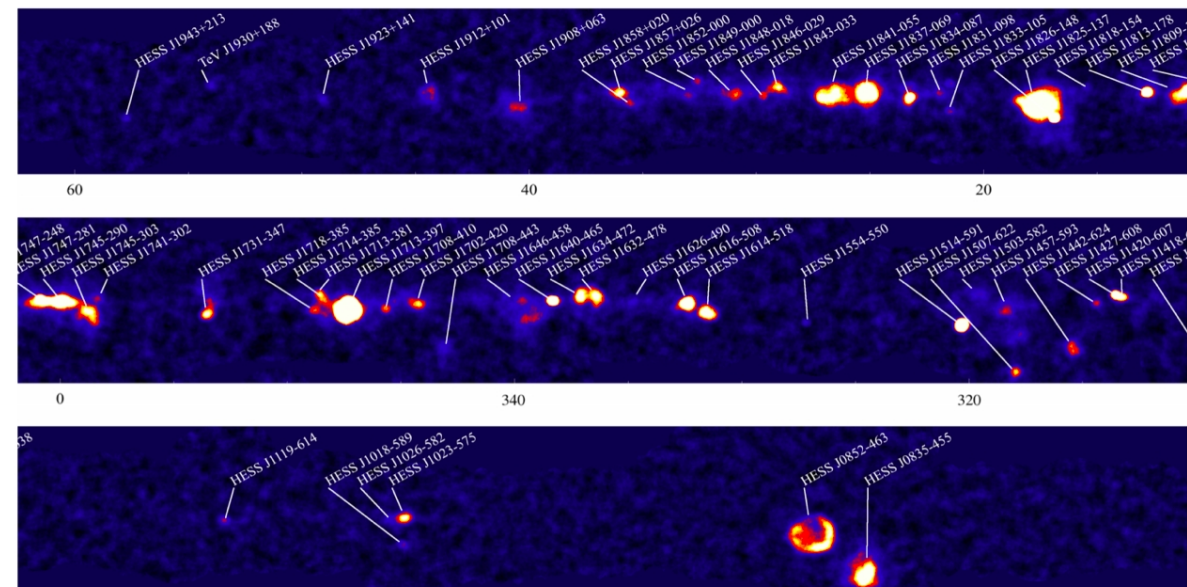 HESS J1943+213
TeV J1930+188
HESS J1923+141
HESS J1912+101
HESS J1908+063
HESS J1858+020
HESS J1857+026
HESS J1852-000
HESS J1849-000
HESS J1848-018
HESS J1846-029
HESS J1843-033
HESS J1841-055
HESS J1837-069
HESS J1834-087
HESS J1831-098
HESS J1833-105
HESS J1826-148
HESS J1825-137
HESS J1818-154
HESS J1813-178
HESS J1809-
HESS
60 40 20
J1747-248
J1747-281
HESS J1745-290
HESS J1745-303
HESS J1741-302
HESS J1731-347
HESS J1718-385
HESS J1714-385
HESS J1713-381
HESS J1713-397
HESS J1708-410
HESS J1702-420
HESS J1708-443
HESS J1646-458
HESS J1640-465
HESS J1634-472
HESS J1632-478
HESS J1626-490
HESS J1616-508
HESS J1614-518
HESS J1554-550
HESS J1514-591
HESS J1507-622
HESS J1503-582
HESS J1457-593
HESS J1442-624
HESS J1427-608
HESS J1420-607
HESS J1418-
HESS
0 340 320
HESS J1119-614
HESS J1018-589
HESS J1026-582
HESS J1023-575
HESS J0852-463
HESS J0835-455